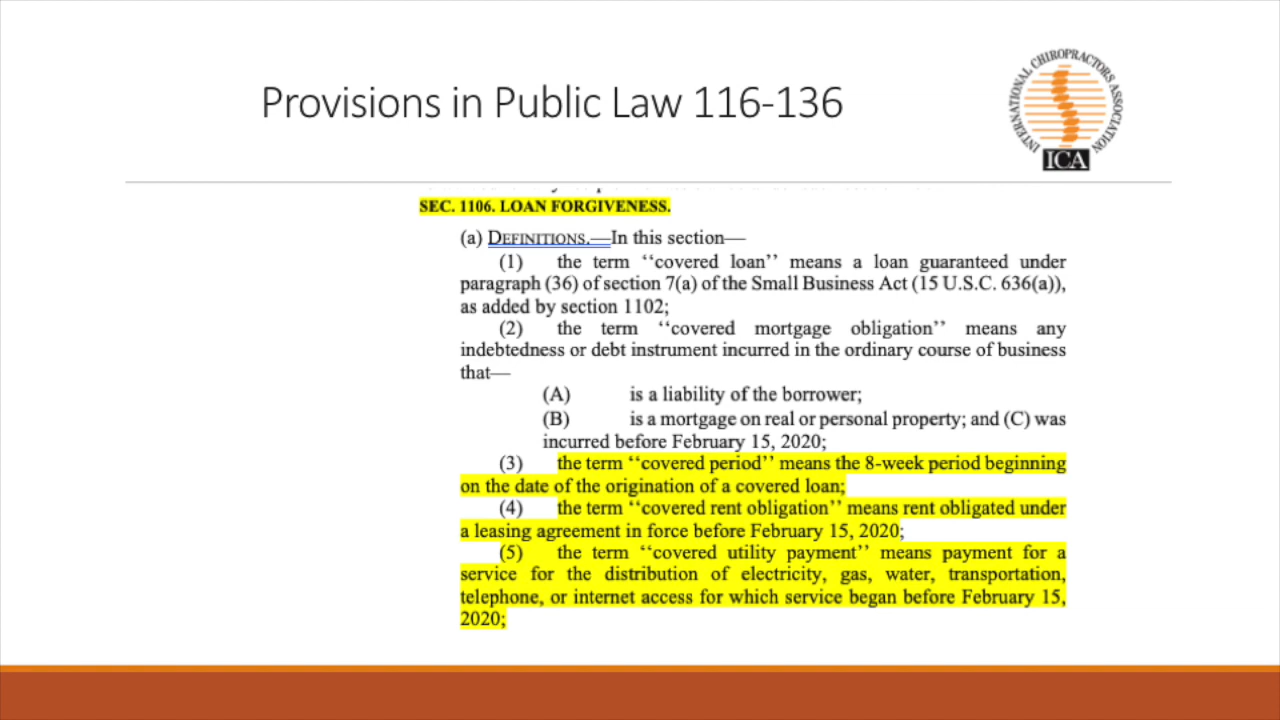 Provisions in Public Law 116-136
INTERNATIONAL CHIROPRACTORS ASSOCIATION
ICA
SEC. 1106. LOAN FORGIVENESS.
(a) DEFINITIONS.—In this section—
(1) the term ‘‘covered loan’’ means a loan guaranteed under
paragraph (36) of section 7(a) of the Small Business Act (15 U.S.C. 636(a)),
as added by section 1102;
(2) the term ‘‘covered mortgage obligation’’ means any
indebtedness or debt instrument incurred in the ordinary course of business
that—
(A) is a liability of the borrower;
(B) is a mortgage on real or personal property; and (C) was
incurred before February 15, 2020;
(3) the term ‘‘covered period’’ means the 8-week period beginning
on the date of the origination of a covered loan;
(4) the term ‘‘covered rent obligation’’ means rent obligated under
a leasing agreement in force before February 15, 2020;
(5) the term ‘‘covered utility payment’’ means payment for a
service for the distribution of electricity, gas, water, transportation,
telephone, or internet access for which service began before February 15,
2020;